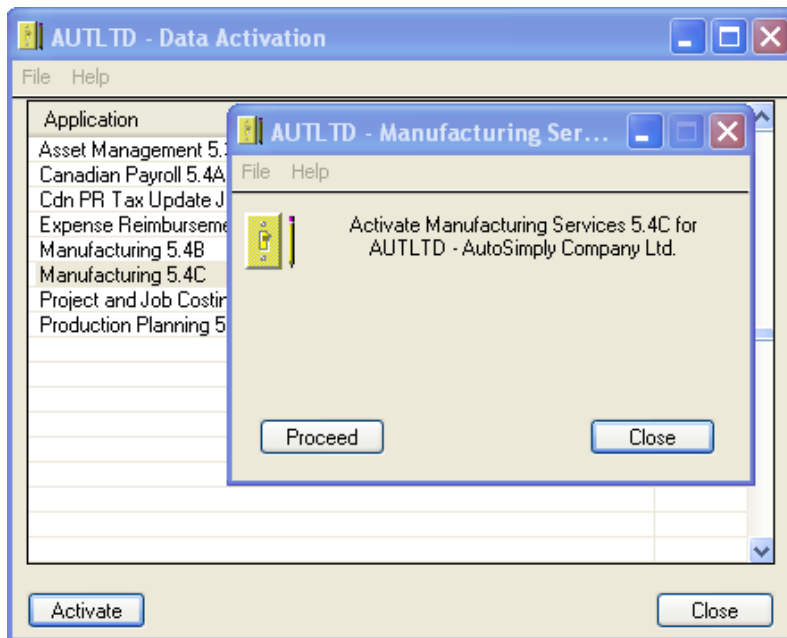 AUTLTD - Data Activation
File Help
Application
Asset Management 5.
Canadian Payroll 5.4A
Cdn PR Tax Update J
Expense Reimburseme
Manufacturing 5.4B
Manufacturing 5.4C
Project and Job Costin
Production Planning 5
AUTLTD - Manufacturing Ser...
File Help
Activate Manufacturing Services 5.4C for
AUTLTD - AutoSimply Company Ltd.
Proceed Close
Activate Close